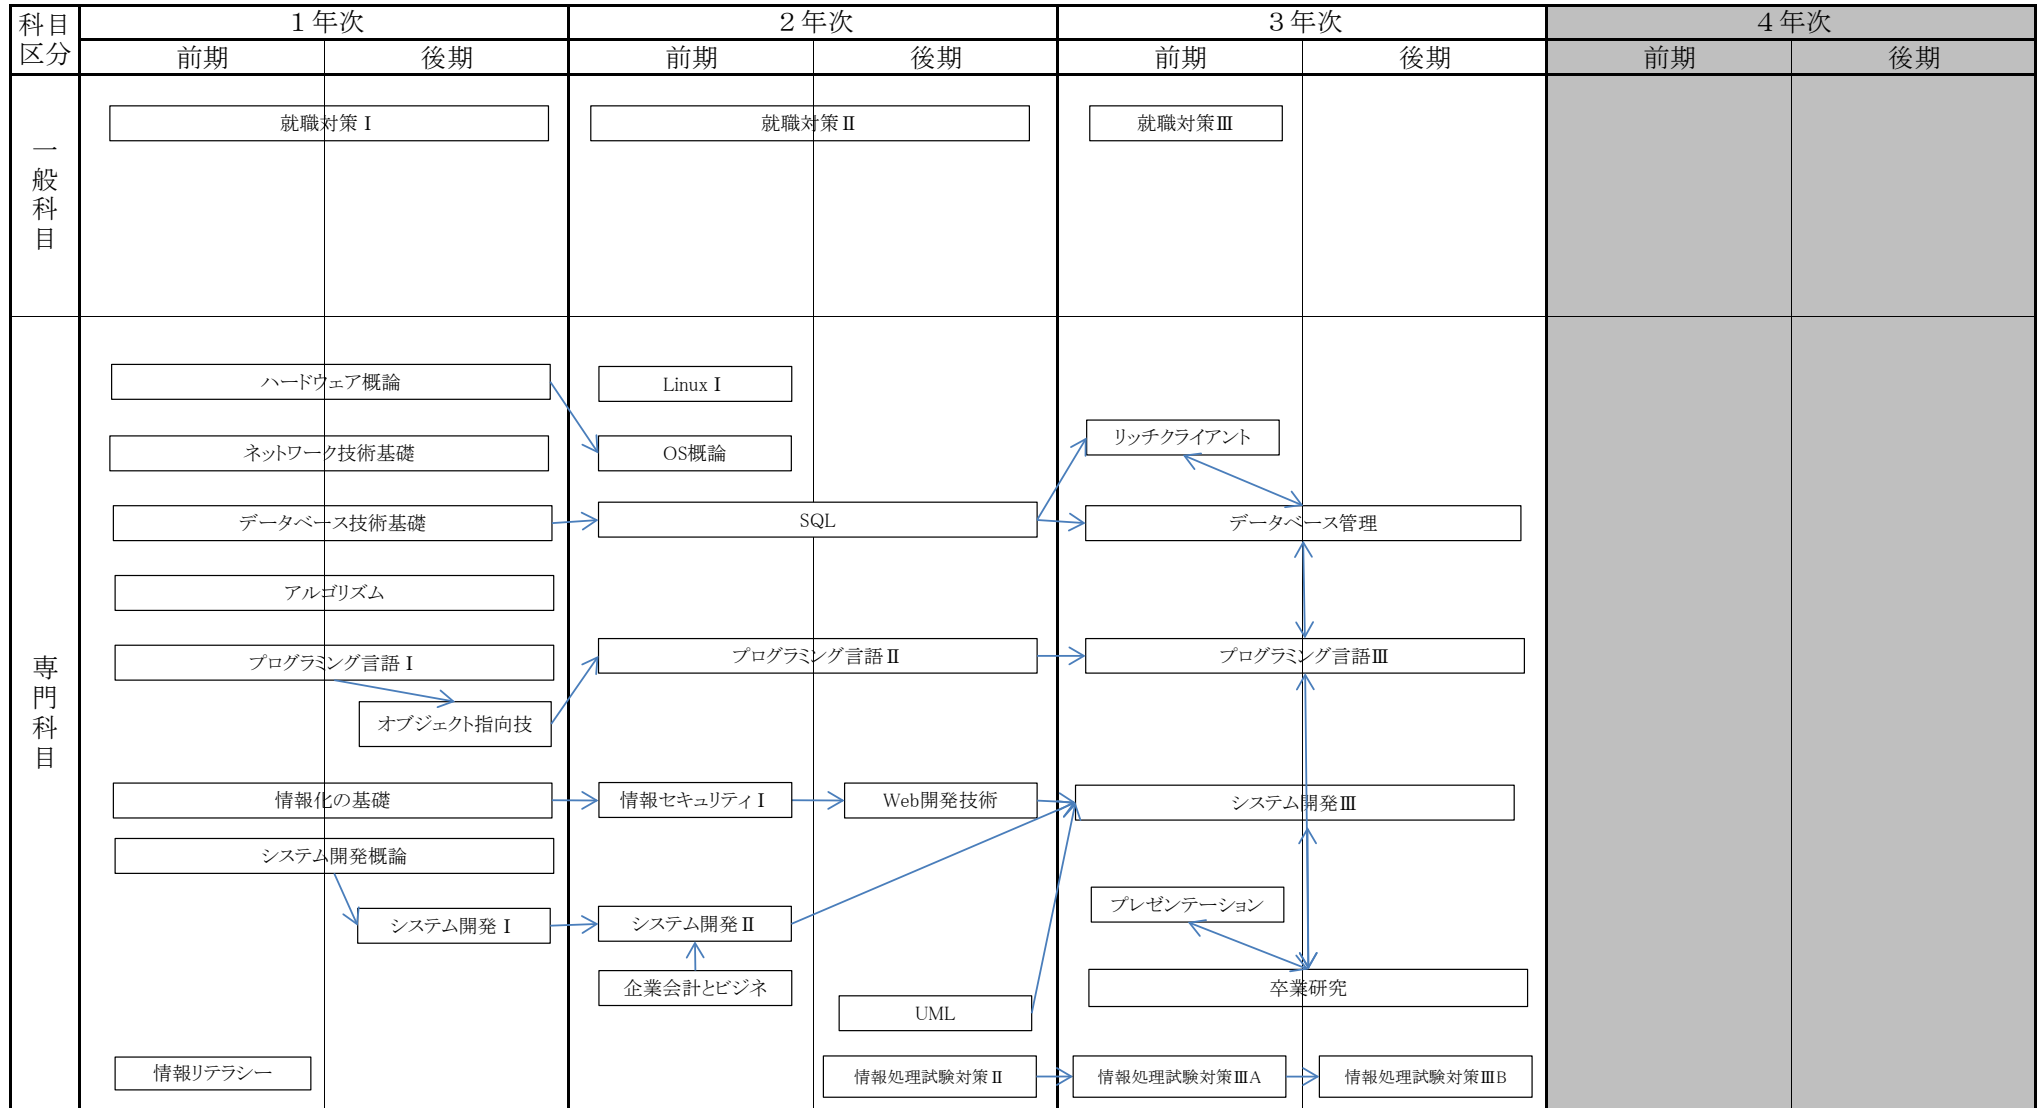 科目
区分
１年次
２年次
３年次
４年次
前期
後期
前期
後期
前期
後期
前期
後期
一般科目
就職対策Ⅰ
就職対策Ⅱ
就職対策Ⅲ
専門科目
ハードウェア概論
LinuxⅠ
リッチクライアント
ネットワーク技術基礎
OS概論
データベース技術基礎
SQL
データベース管理
アルゴリズム
プログラミング言語Ⅰ
プログラミング言語Ⅱ
プログラミング言語Ⅲ
オブジェクト指向技
情報化の基礎
情報セキュリティⅠ
Web開発技術
システム開発Ⅲ
システム開発概論
システム開発Ⅰ
システム開発Ⅱ
プレゼンテーション
企業会計とビジネ
卒業研究
UML
情報リテラシー
情報処理試験対策Ⅱ
情報処理試験対策ⅢA
情報処理試験対策ⅢB